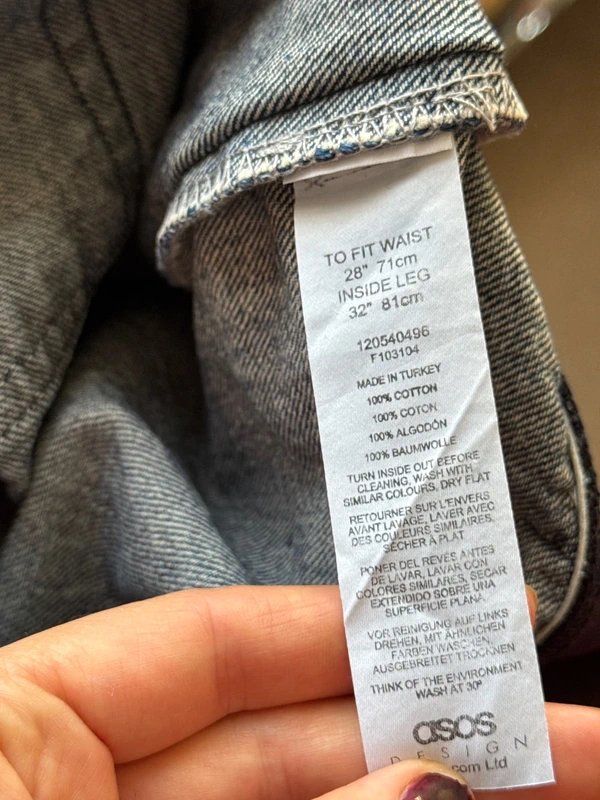 TO FIT WAIST
28" 71cm
INSIDE LEG
32" 81cm
120540496
F103104
MADE IN TURKEY
100% COTTON
100% COTON
100% ALGODÓN
100% BAUMWOLLE
TURN INSIDE OUT BEFORE
CLEANING, WASH WITH
SIMILAR COLOURS, DRY FLAT
RETOURNER SUR L'ENVERS
AVANT LAVAGE, LAVER AVEC
DES COULEURS SIMILAIRES,
SÉCHER À PLAT
PONER DEL REVÉS ANTES
DE LAVAR, LAVAR CON
COLORES SIMILARES, SECAR
EXTENDIDO SOBRE UNA
SUPERFICIE PLANA.
VOR REINIGUNG AUF LINKS
DREHEN, MIT ÄHNLICHEN
FARBEN WASCHEN,
AUSGEBREITET TROCKNEN
THINK OF THE ENVIRONMENT
WASH AT 30°
asos
DESIGN
.com Ltd